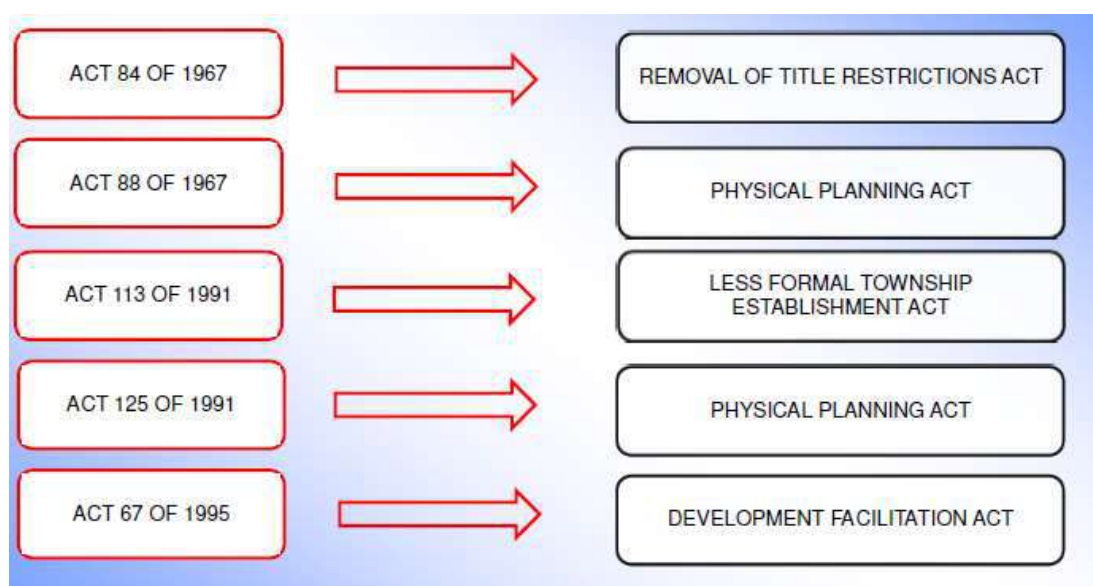 ACT 84 OF 1967
REMOVAL OF TITLE RESTRICTIONS ACT
ACT 88 OF 1967
PHYSICAL PLANNING ACT
ACT 113 OF 1991
LESS FORMAL TOWNSHIP
ESTABLISHMENT ACT
ACT 125 OF 1991
PHYSICAL PLANNING ACT
ACT 67 OF 1995
DEVELOPMENT FACILITATION ACT